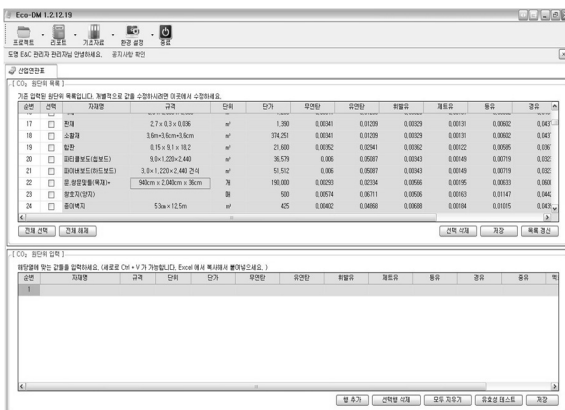 Eco-DM 1.2.12.19
프로젝트 리포트 기초자료 환경 설정 종료
도명 E&C 관리자 관리자님 안녕하세요. 공지사항 확인
산업연관표
[ CO₂ 원단위 목록 ]
기존 입력된 원단위 목록입니다. 개별적으로 값을 수정하시려면 이곳에서 수정하세요.
순번 선택 자재명 규격 단위 단가 무연탄 유연탄 휘발유 제트유 등유 경유
17 판재 2,7 x 0,3 x 0,036 ㎥ 1,390 0,00341 0,01209 0,00329 0,00131 0,00602
18 소할재 3,6m+3,6cm+3,6cm ㎥ 374,251 0,00341 0,01209 0,00329 0,00131 0,00602
19 합판 0,15 x 9,1 x 18,2 ㎡ 21,600 0,00352 0,02941 0,00362 0,00122 0,00585
20 파티클보드(칩보드) 9,0×1,220×2,440 36,579 0,006 0,05087 0,00343 0,00149 0,00719
21 파이버보드(하드보드) 3,0×1,220×2,440 건식 51,512 0,006 0,05087 0,00343 0,00149 0,00719
22 문,창문틀(목재)+ 940cm x 2,040cm x 36cm 개 190,000 0,00293 0,02334 0,00566 0,00195 0,00633
23 창호지(양지) 500 0,00574 0,06711 0,00506 0,00163 0,01147
24 종이벽지 53㎝×12,5m ㎡ 425 0,00402 0,04868 0,00688 0,00184 0,01015
전체 선택 전체 해제 선택 삭제 저장 목록 갱신
[ CO₂ 원단위 입력 ]
해당열에 맞는 값들을 입력하세요. (세로로 Ctrl + V 가 가능합니다, Excel 에서 복사해서 붙여넣으세요. )
순번 자재명 규격 단위 단가 무연탄 유연탄 휘발유 제트유 등유 경유 중유
1
행 추가 선택행 삭제 모두 지우기 유효성 테스트 저장